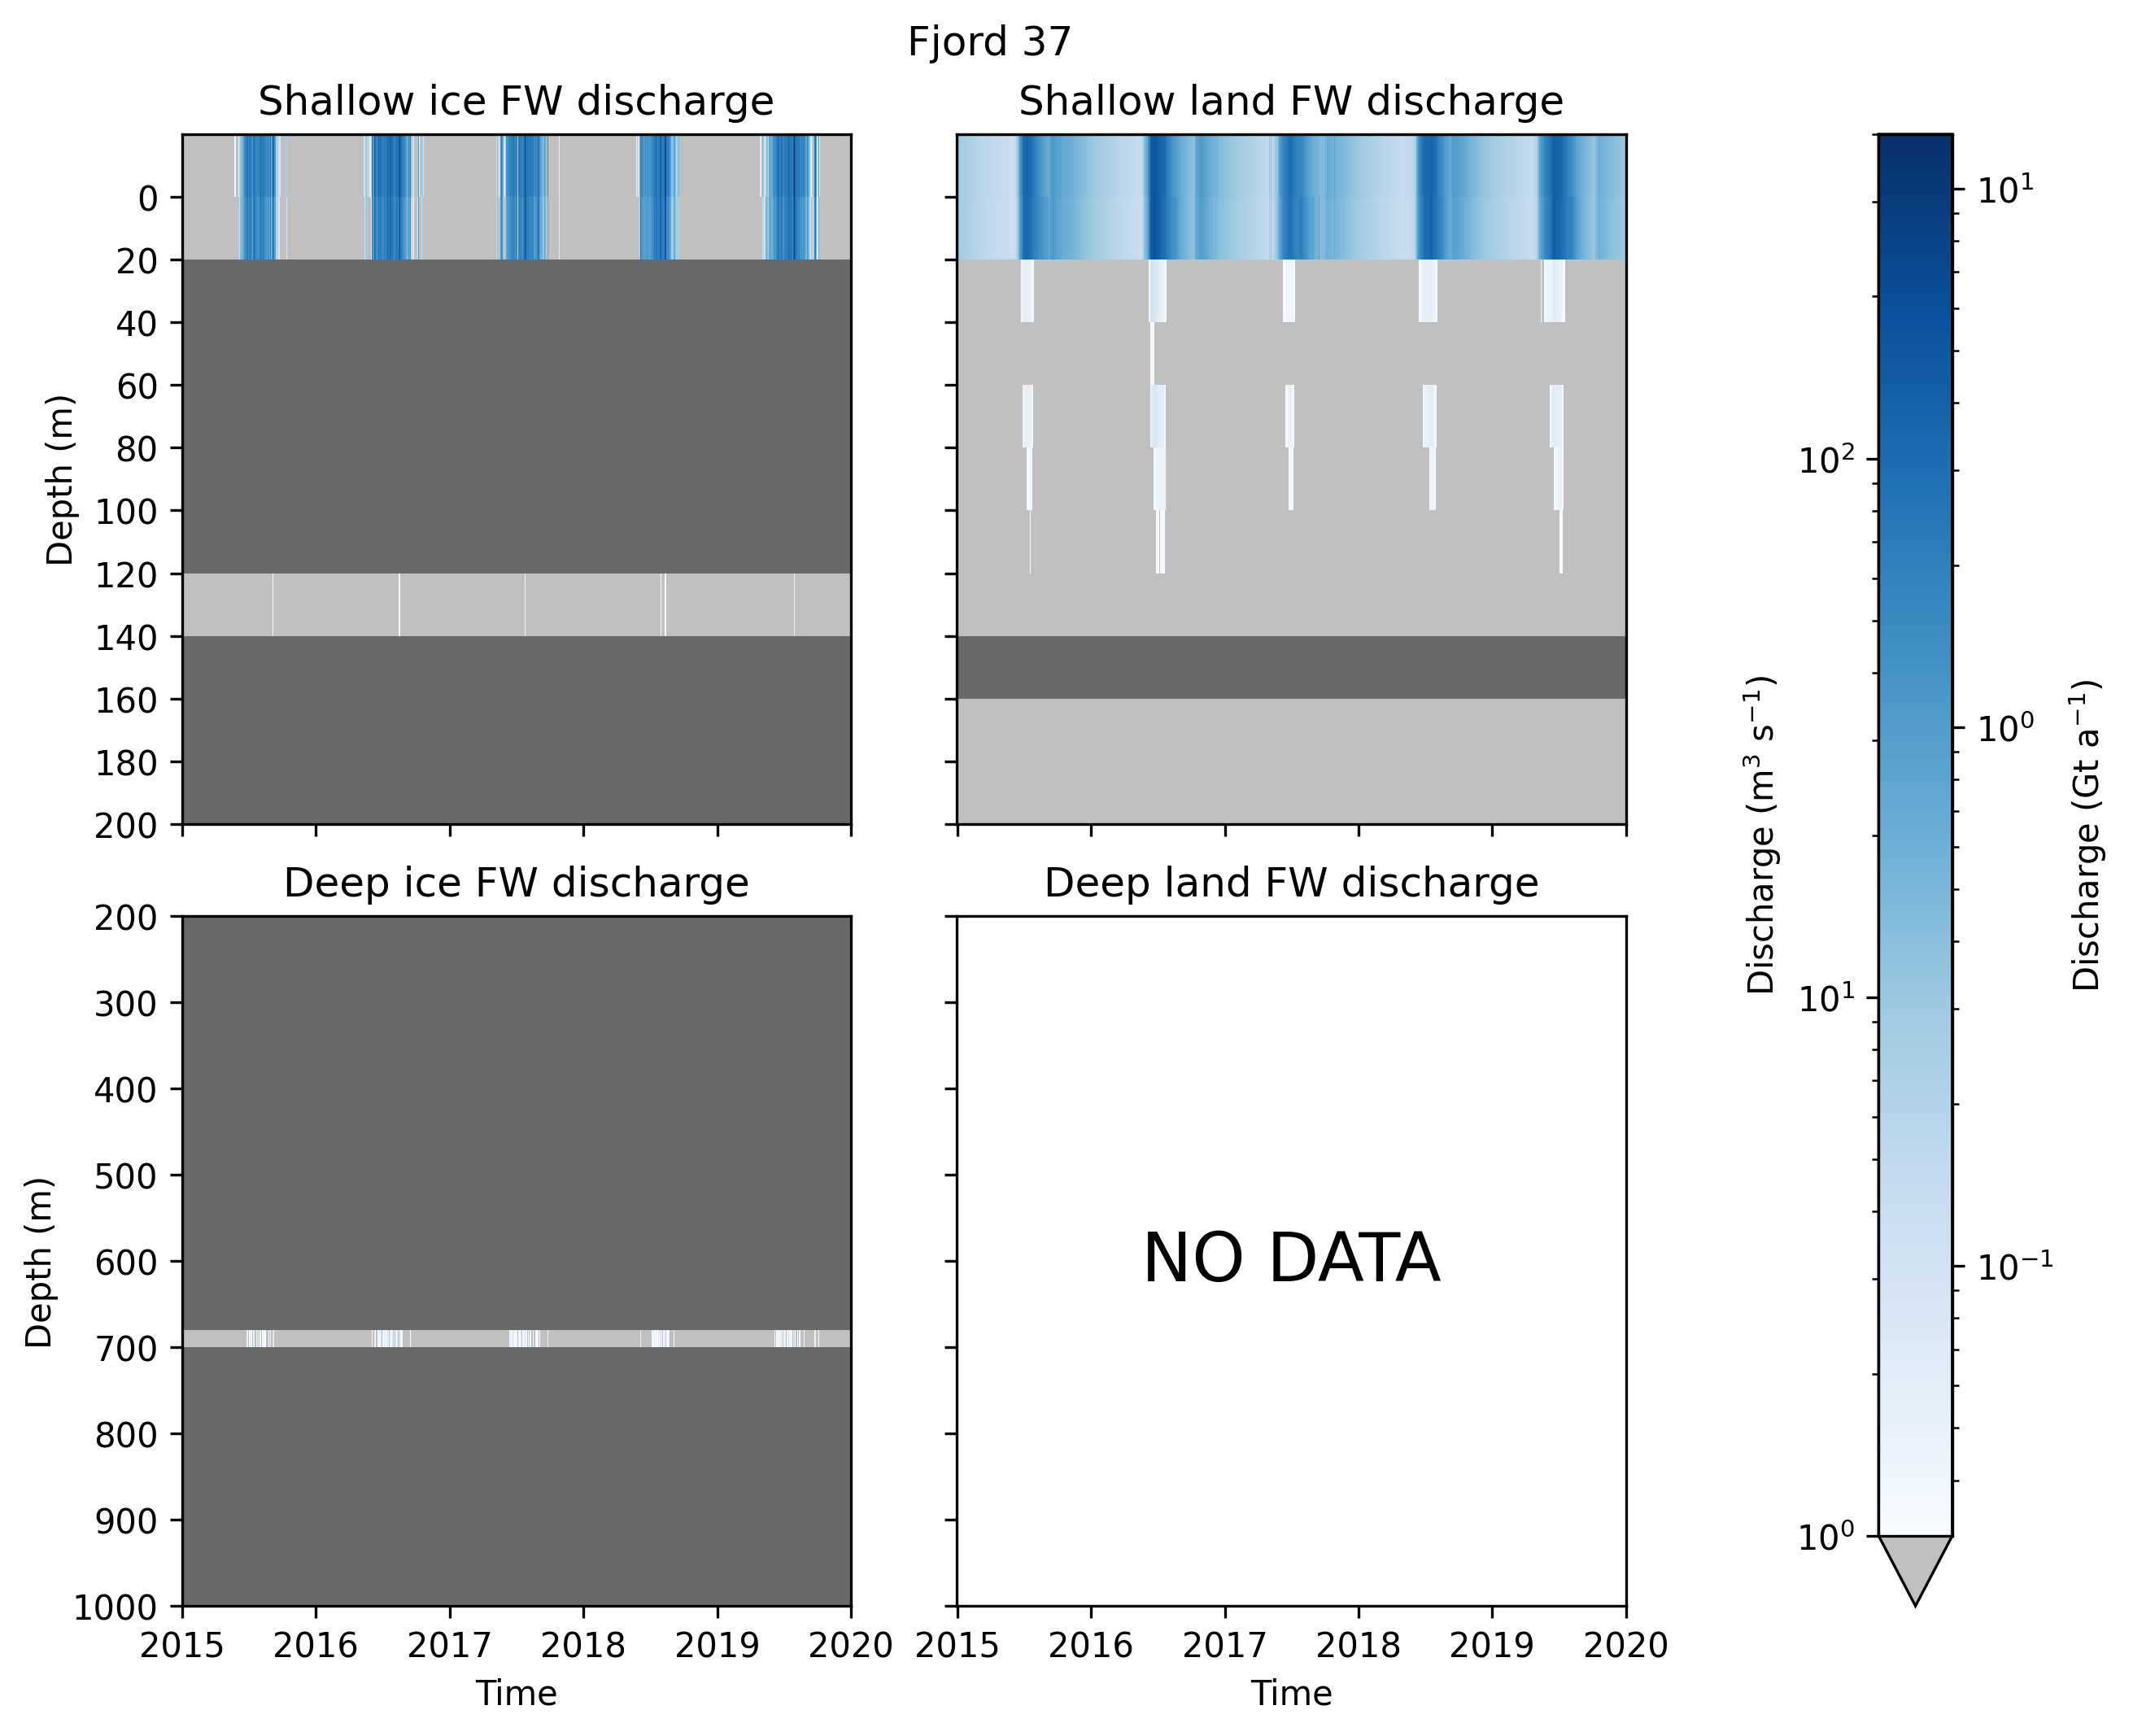 Fjord 37
Shallow ice FW discharge
Shallow land FW discharge
Depth (m)
0
20
40
60
80
100
120
140
160
180
200
Deep ice FW discharge
Deep land FW discharge
Depth (m)
200
300
400
500
600
700
800
900
1000
NO DATA
2015 2016 2017 2018 2019 2020
2015 2016 2017 2018 2019 2020
Time
Time
Discharge (m³ s⁻¹)
10²
10¹
10⁰
10¹
10⁰
10⁻¹
Discharge (Gt a⁻¹)